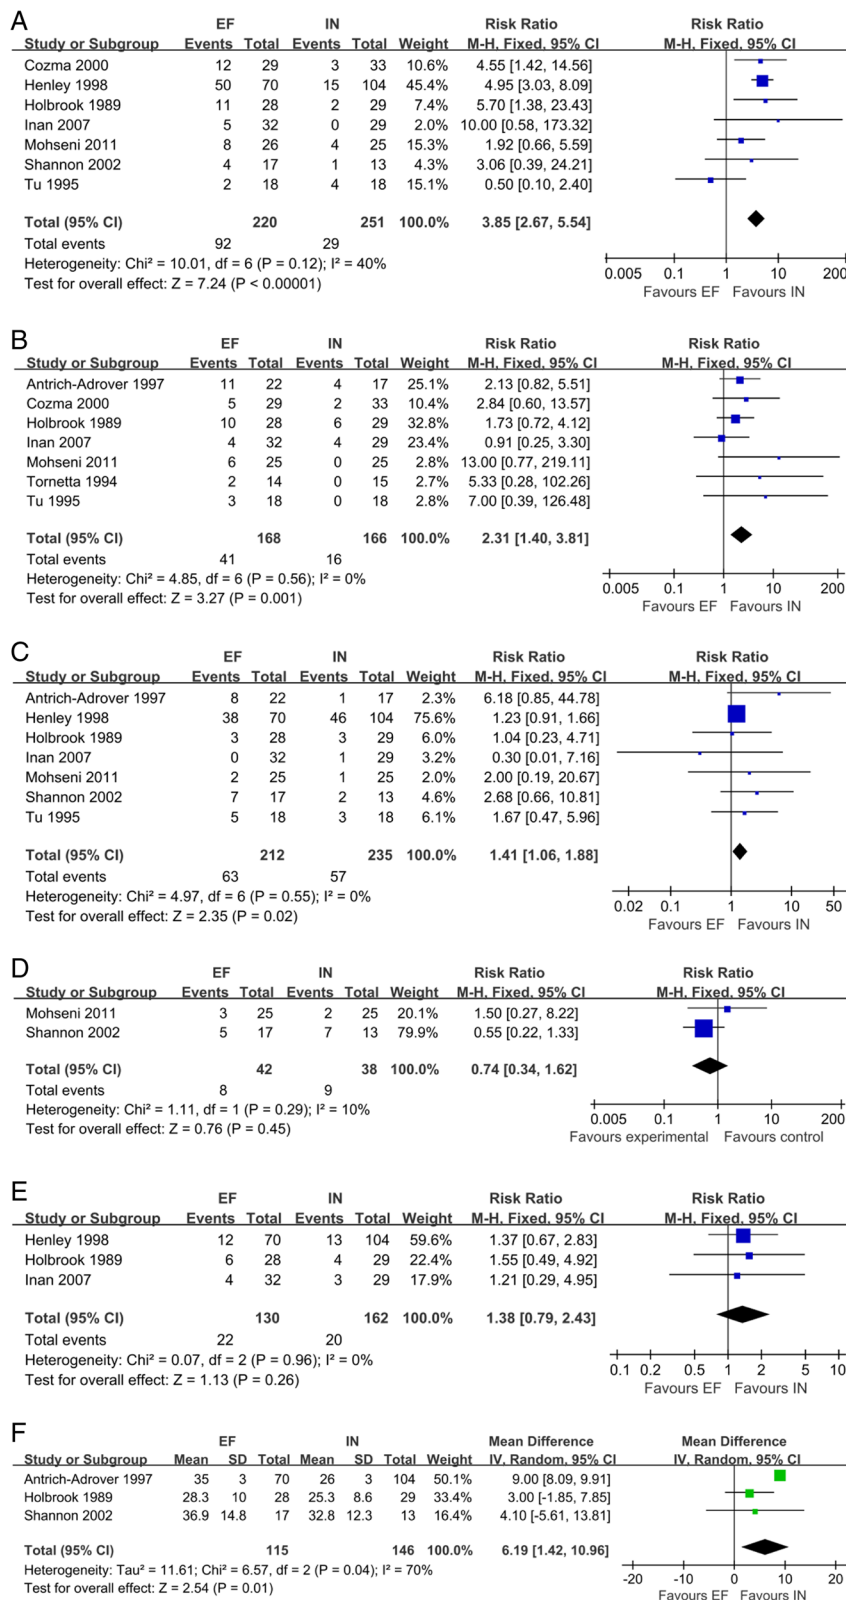 A
EF IN Risk Ratio Risk Ratio
Study or Subgroup Events Total Events Total Weight M-H, Fixed, 95% CI M-H, Fixed, 95% CI
Cozma 2000 12 29 3 33 10.6% 4.55 [1.42, 14.56]
Henley 1998 50 70 15 104 45.4% 4.95 [3.03, 8.09]
Holbrook 1989 11 28 2 29 7.4% 5.70 [1.38, 23.43]
Inan 2007 5 32 0 29 2.0% 10.00 [0.58, 173.32]
Mohseni 2011 8 26 4 25 15.3% 1.92 [0.66, 5.59]
Shannon 2002 4 17 1 13 4.3% 3.06 [0.39, 24.21]
Tu 1995 2 18 4 18 15.1% 0.50 [0.10, 2.40]
Total (95% CI) 220 251 100.0% 3.85 [2.67, 5.54]
Total events 92 29
Heterogeneity: Chi² = 10.01, df = 6 (P = 0.12); I² = 40%
Test for overall effect: Z = 7.24 (P < 0.00001)
0.005 0.1 1 10 200
Favours EF Favours IN
B
EF IN Risk Ratio Risk Ratio
Study or Subgroup Events Total Events Total Weight M-H, Fixed, 95% CI M-H, Fixed, 95% CI
Antrich-Adrover 1997 11 22 4 17 25.1% 2.13 [0.82, 5.51]
Cozma 2000 5 29 2 33 10.4% 2.84 [0.60, 13.57]
Holbrook 1989 10 28 6 29 32.8% 1.73 [0.72, 4.12]
Inan 2007 4 32 4 29 23.4% 0.91 [0.25, 3.30]
Mohseni 2011 6 25 0 25 2.8% 13.00 [0.77, 219.11]
Tornetta 1994 2 14 0 15 2.7% 5.33 [0.28, 102.26]
Tu 1995 3 18 0 18 2.8% 7.00 [0.39, 126.48]
Total (95% CI) 168 166 100.0% 2.31 [1.40, 3.81]
Total events 41 16
Heterogeneity: Chi² = 4.85, df = 6 (P = 0.56); I² = 0%
Test for overall effect: Z = 3.27 (P = 0.001)
0.005 0.1 1 10 200
Favours EF Favours IN
C
EF IN Risk Ratio Risk Ratio
Study or Subgroup Events Total Events Total Weight M-H, Fixed, 95% CI M-H, Fixed, 95% CI
Antrich-Adrover 1997 8 22 1 17 2.3% 6.18 [0.85, 44.78]
Henley 1998 38 70 46 104 75.6% 1.23 [0.91, 1.66]
Holbrook 1989 3 28 3 29 6.0% 1.04 [0.23, 4.71]
Inan 2007 0 32 1 29 3.2% 0.30 [0.01, 7.16]
Mohseni 2011 2 25 1 25 2.0% 2.00 [0.19, 20.67]
Shannon 2002 7 17 2 13 4.6% 2.68 [0.66, 10.81]
Tu 1995 5 18 3 18 6.1% 1.67 [0.47, 5.96]
Total (95% CI) 212 235 100.0% 1.41 [1.06, 1.88]
Total events 63 57
Heterogeneity: Chi² = 4.97, df = 6 (P = 0.55); I² = 0%
Test for overall effect: Z = 2.35 (P = 0.02)
0.02 0.1 1 10 50
Favours EF Favours IN
D
EF IN Risk Ratio Risk Ratio
Study or Subgroup Events Total Events Total Weight M-H, Fixed, 95% CI M-H, Fixed, 95% CI
Mohseni 2011 3 25 2 25 20.1% 1.50 [0.27, 8.22]
Shannon 2002 5 17 7 13 79.9% 0.55 [0.22, 1.33]
Total (95% CI) 42 38 100.0% 0.74 [0.34, 1.62]
Total events 8 9
Heterogeneity: Chi² = 1.11, df = 1 (P = 0.29); I² = 10%
Test for overall effect: Z = 0.76 (P = 0.45)
0.005 0.1 1 10 200
Favours experimental Favours control
E
EF IN Risk Ratio Risk Ratio
Study or Subgroup Events Total Events Total Weight M-H, Fixed, 95% CI M-H, Fixed, 95% CI
Henley 1998 12 70 13 104 59.6% 1.37 [0.67, 2.83]
Holbrook 1989 6 28 4 29 22.4% 1.55 [0.49, 4.92]
Inan 2007 4 32 3 29 17.9% 1.21 [0.29, 4.95]
Total (95% CI) 130 162 100.0% 1.38 [0.79, 2.43]
Total events 22 20
Heterogeneity: Chi² = 0.07, df = 2 (P = 0.96); I² = 0%
Test for overall effect: Z = 1.13 (P = 0.26)
0.1 0.2 0.5 1 2 5 10
Favours EF Favours IN
F
EF IN Mean Difference Mean Difference
Study or Subgroup Mean SD Total Mean SD Total Weight IV, Random, 95% CI IV, Random, 95% CI
Antrich-Adrover 1997 35 3 70 26 3 104 50.1% 9.00 [8.09, 9.91]
Holbrook 1989 28.3 10 28 25.3 8.6 29 33.4% 3.00 [-1.85, 7.85]
Shannon 2002 36.9 14.8 17 32.8 12.3 13 16.4% 4.10 [-5.61, 13.81]
Total (95% CI) 115 146 100.0% 6.19 [1.42, 10.96]
Heterogeneity: Tau² = 11.61; Chi² = 6.57, df = 2 (P = 0.04); I² = 70%
Test for overall effect: Z = 2.54 (P = 0.01)
-20 -10 0 10 20
Favours EF Favours IN